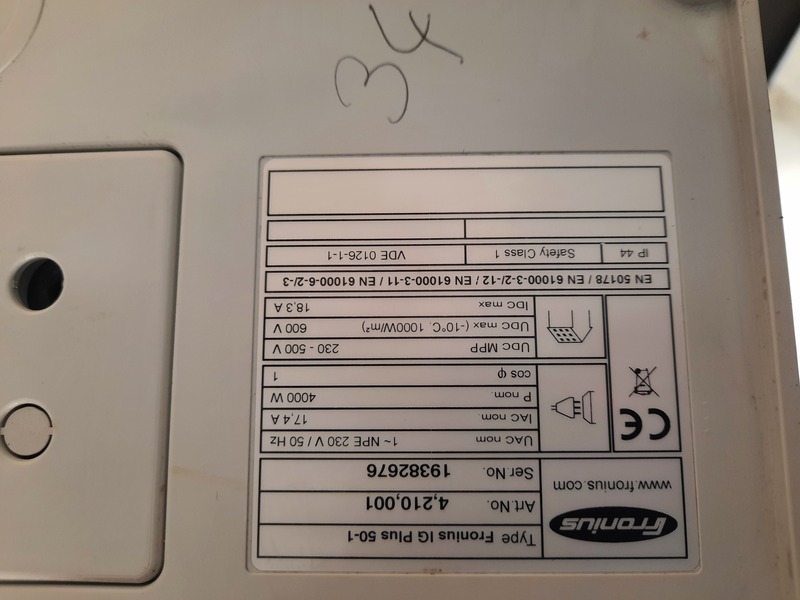 34
Type Fronius IG Plus 50-1
Fronius
Art.No. 4,210,001
www.fronius.com
Ser.No. 19382676
CE
UAC nom 1~ NPE 230 V / 50 Hz
IAC nom. 17,4 A
P nom. 4000 W
cos φ 1
UDC MPP 230 - 500 V
UDC max (-10°C, 1000W/m²) 600 V
IDC max 18,3 A
EN 50178 / EN 61000-3-2/-12 / EN 61000-3-11 / EN 61000-6-2/-3
IP 44 Safety Class 1 VDE 0126-1-1